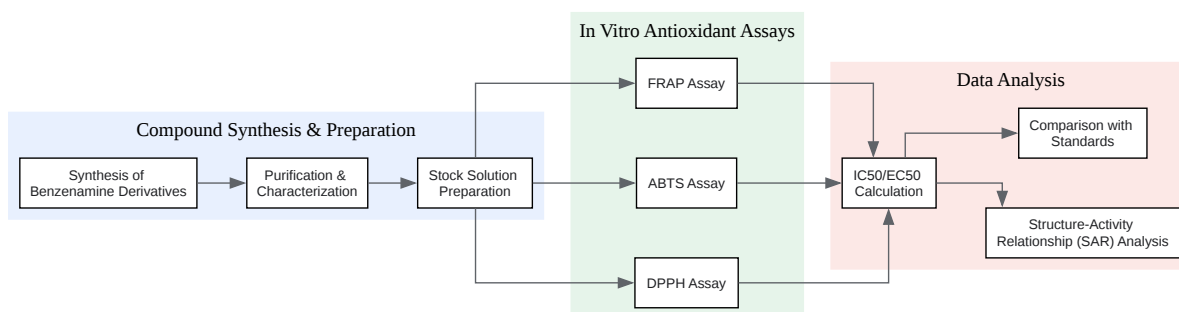 Compound Synthesis & Preparation
Synthesis of
Benzenamine Derivatives
Purification &
Characterization
Stock Solution
Preparation
In Vitro Antioxidant Assays
FRAP Assay
ABTS Assay
DPPH Assay
Data Analysis
IC50/EC50
Calculation
Comparison with
Standards
Structure-Activity
Relationship (SAR) Analysis